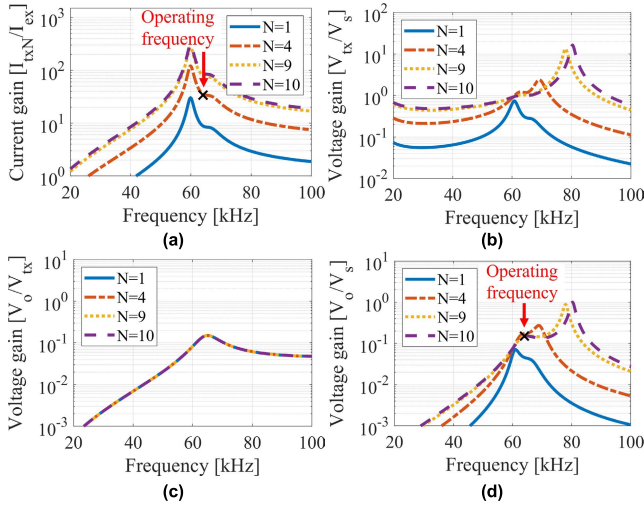 Current gain [I_txN/I_ex]
10^3
10^2
10^1
10^0
Operating
frequency
N=1
N=4
N=9
N=10
20 40 60 80 100
Frequency [kHz]
(a)
Voltage gain [V_tx/V_s]
10^2
10^1
10^0
10^-1
10^-2
N=1
N=4
N=9
N=10
20 40 60 80 100
Frequency [kHz]
(b)
Voltage gain [V_o/V_tx]
10^1
10^0
10^-1
10^-2
10^-3
N=1
N=4
N=9
N=10
20 40 60 80 100
Frequency [kHz]
(c)
Voltage gain [V_o/V_s]
10^1
10^0
10^-1
10^-2
10^-3
N=1
N=4
N=9
N=10
Operating
frequency
20 40 60 80 100
Frequency [kHz]
(d)